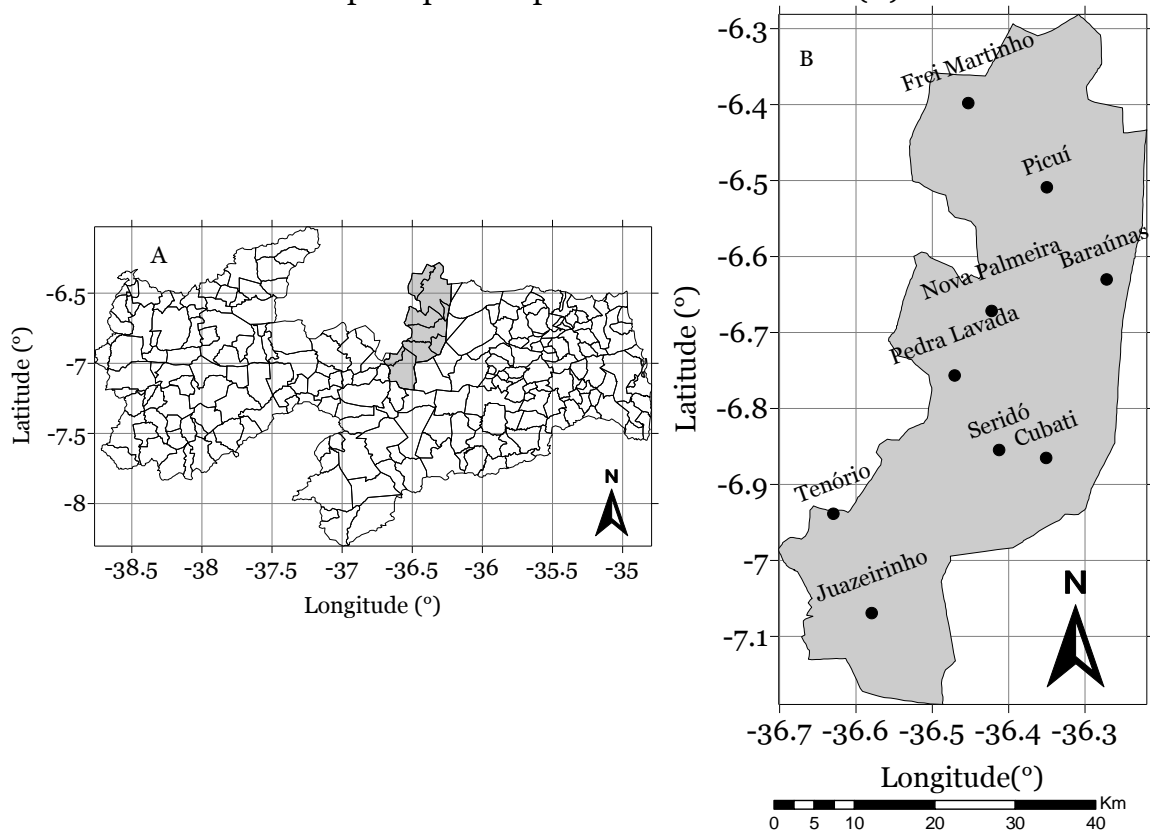 A
-6.5
-7
-7.5
-8
Latitude (º)
N
-38.5 -38 -37.5 -37 -36.5 -36 -35.5 -35
Longitude (º)
B
-6.3
-6.4
-6.5
-6.6
-6.7
-6.8
-6.9
-7
-7.1
Latitude (º)
Frei Martinho
Picuí
Baraúnas
Nova Palmeira
Pedra Lavada
Seridó
Cubati
Tenório
Juazeirinho
N
-36.7 -36.6 -36.5 -36.4 -36.3
Longitude(º)
Km
0 5 10 20 30 40